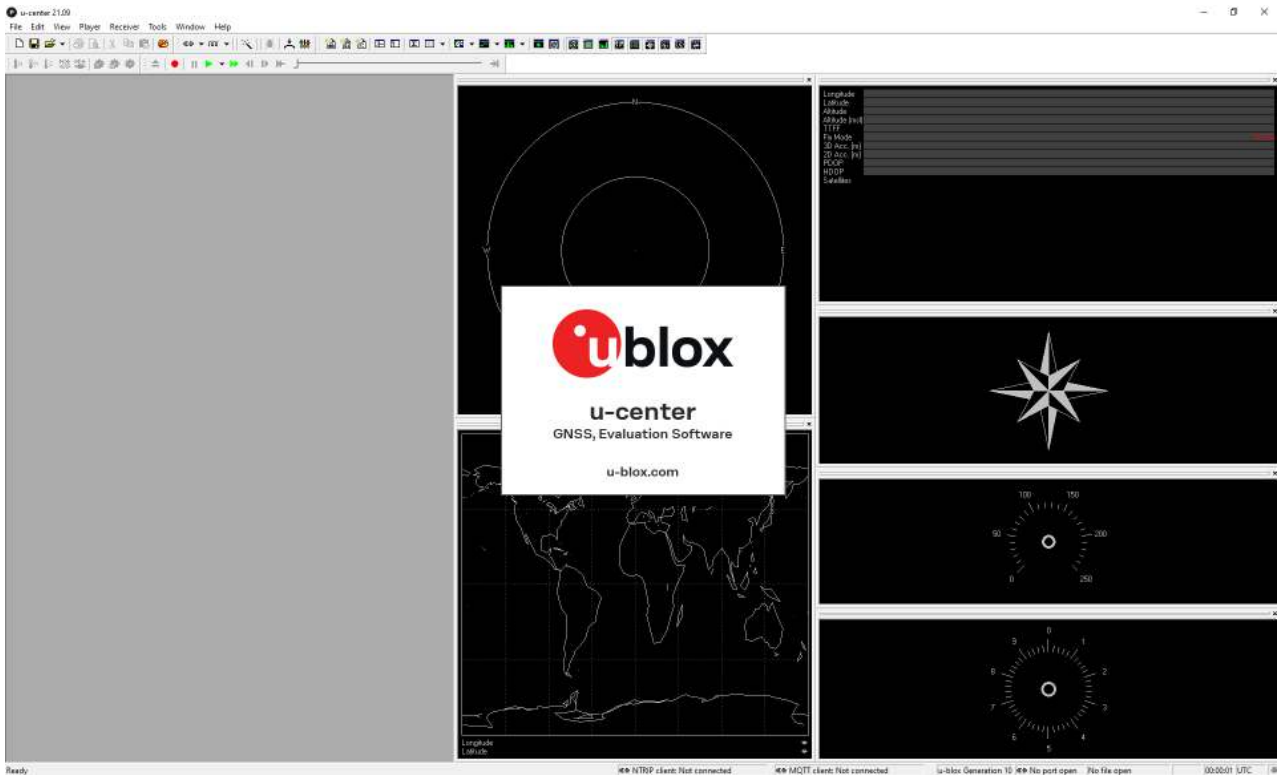 u-center 21.09
File Edit View Player Receiver Tools Window Help
N
W
E
ublox
u-center
GNSS, Evaluation Software
u-blox.com
Longitude
Latitude
Longitude
Latitude
Altitude
Altitude (msl)
TTFF
Fix Mode
3D Acc. [m]
2D Acc. [m]
PDOP
HDOP
Satellites
100 150
50 200
0 250
0
9 1
8 2
7 3
6 4
5
Ready NTRIP client: Not connected MQTT client: Not connected u-blox Generation 10 No port open No file open 00:00:01 UTC